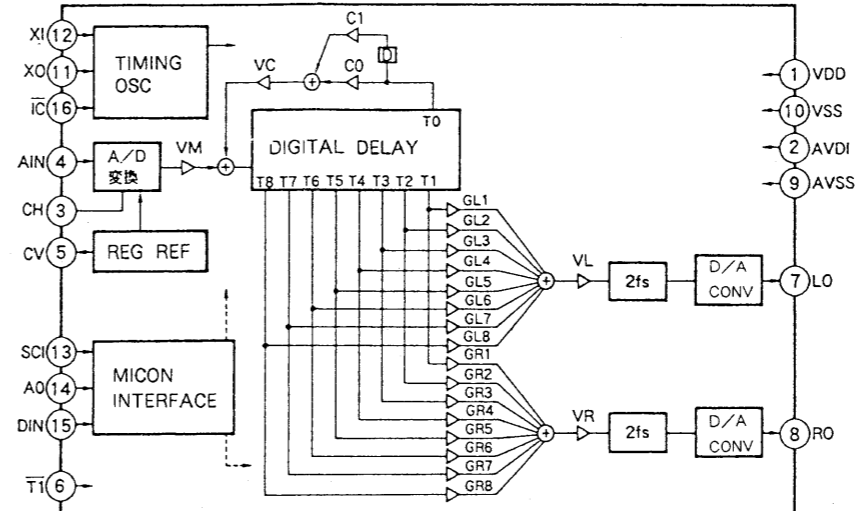 XI 12
XO 11
IC 16
TIMING
OSC
C1
D
VC
C0
T0
DIGITAL DELAY
T8 T7 T6 T5 T4 T3 T2 T1
AIN 4
A/D
変換
VM
CH 3
CV 5
REG REF
SCI 13
A0 14
DIN 15
MICON
INTERFACE
T1 6
GL1
GL2
GL3
GL4
GL5
GL6
GL7
GL8
GR1
GR2
GR3
GR4
GR5
GR6
GR7
GR8
VL
2fs
D/A
CONV
7 LO
VR
2fs
D/A
CONV
8 RO
1 VDD
10 VSS
2 AVDI
9 AVSS